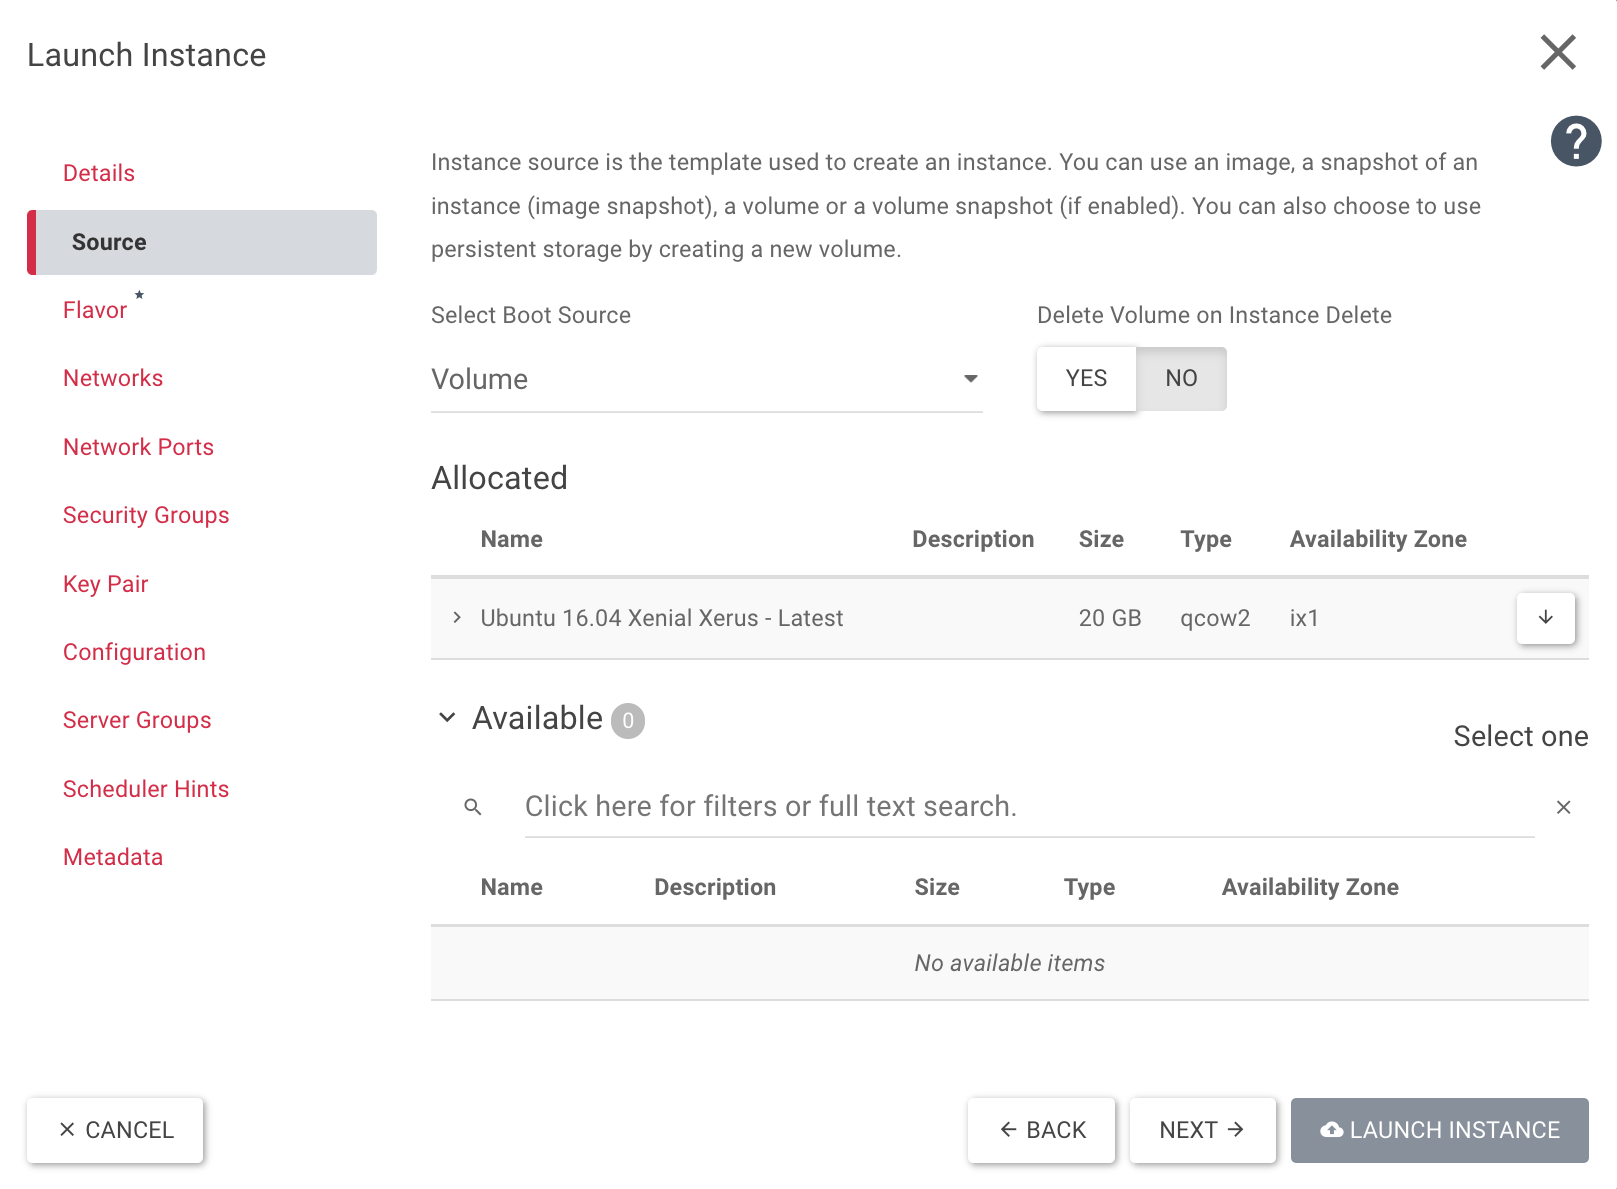 Launch Instance
Details
Source
Flavor *
Networks
Network Ports
Security Groups
Key Pair
Configuration
Server Groups
Scheduler Hints
Metadata
?
Instance source is the template used to create an instance. You can use an image, a snapshot of an
instance (image snapshot), a volume or a volume snapshot (if enabled). You can also choose to use
persistent storage by creating a new volume.
Select Boot Source
Volume
Delete Volume on Instance Delete
YES NO
Allocated
Name Description Size Type Availability Zone
Ubuntu 16.04 Xenial Xerus - Latest 20 GB qcow2 ix1
Available 0
Select one
Click here for filters or full text search.
Name Description Size Type Availability Zone
No available items
CANCEL
BACK
NEXT
LAUNCH INSTANCE